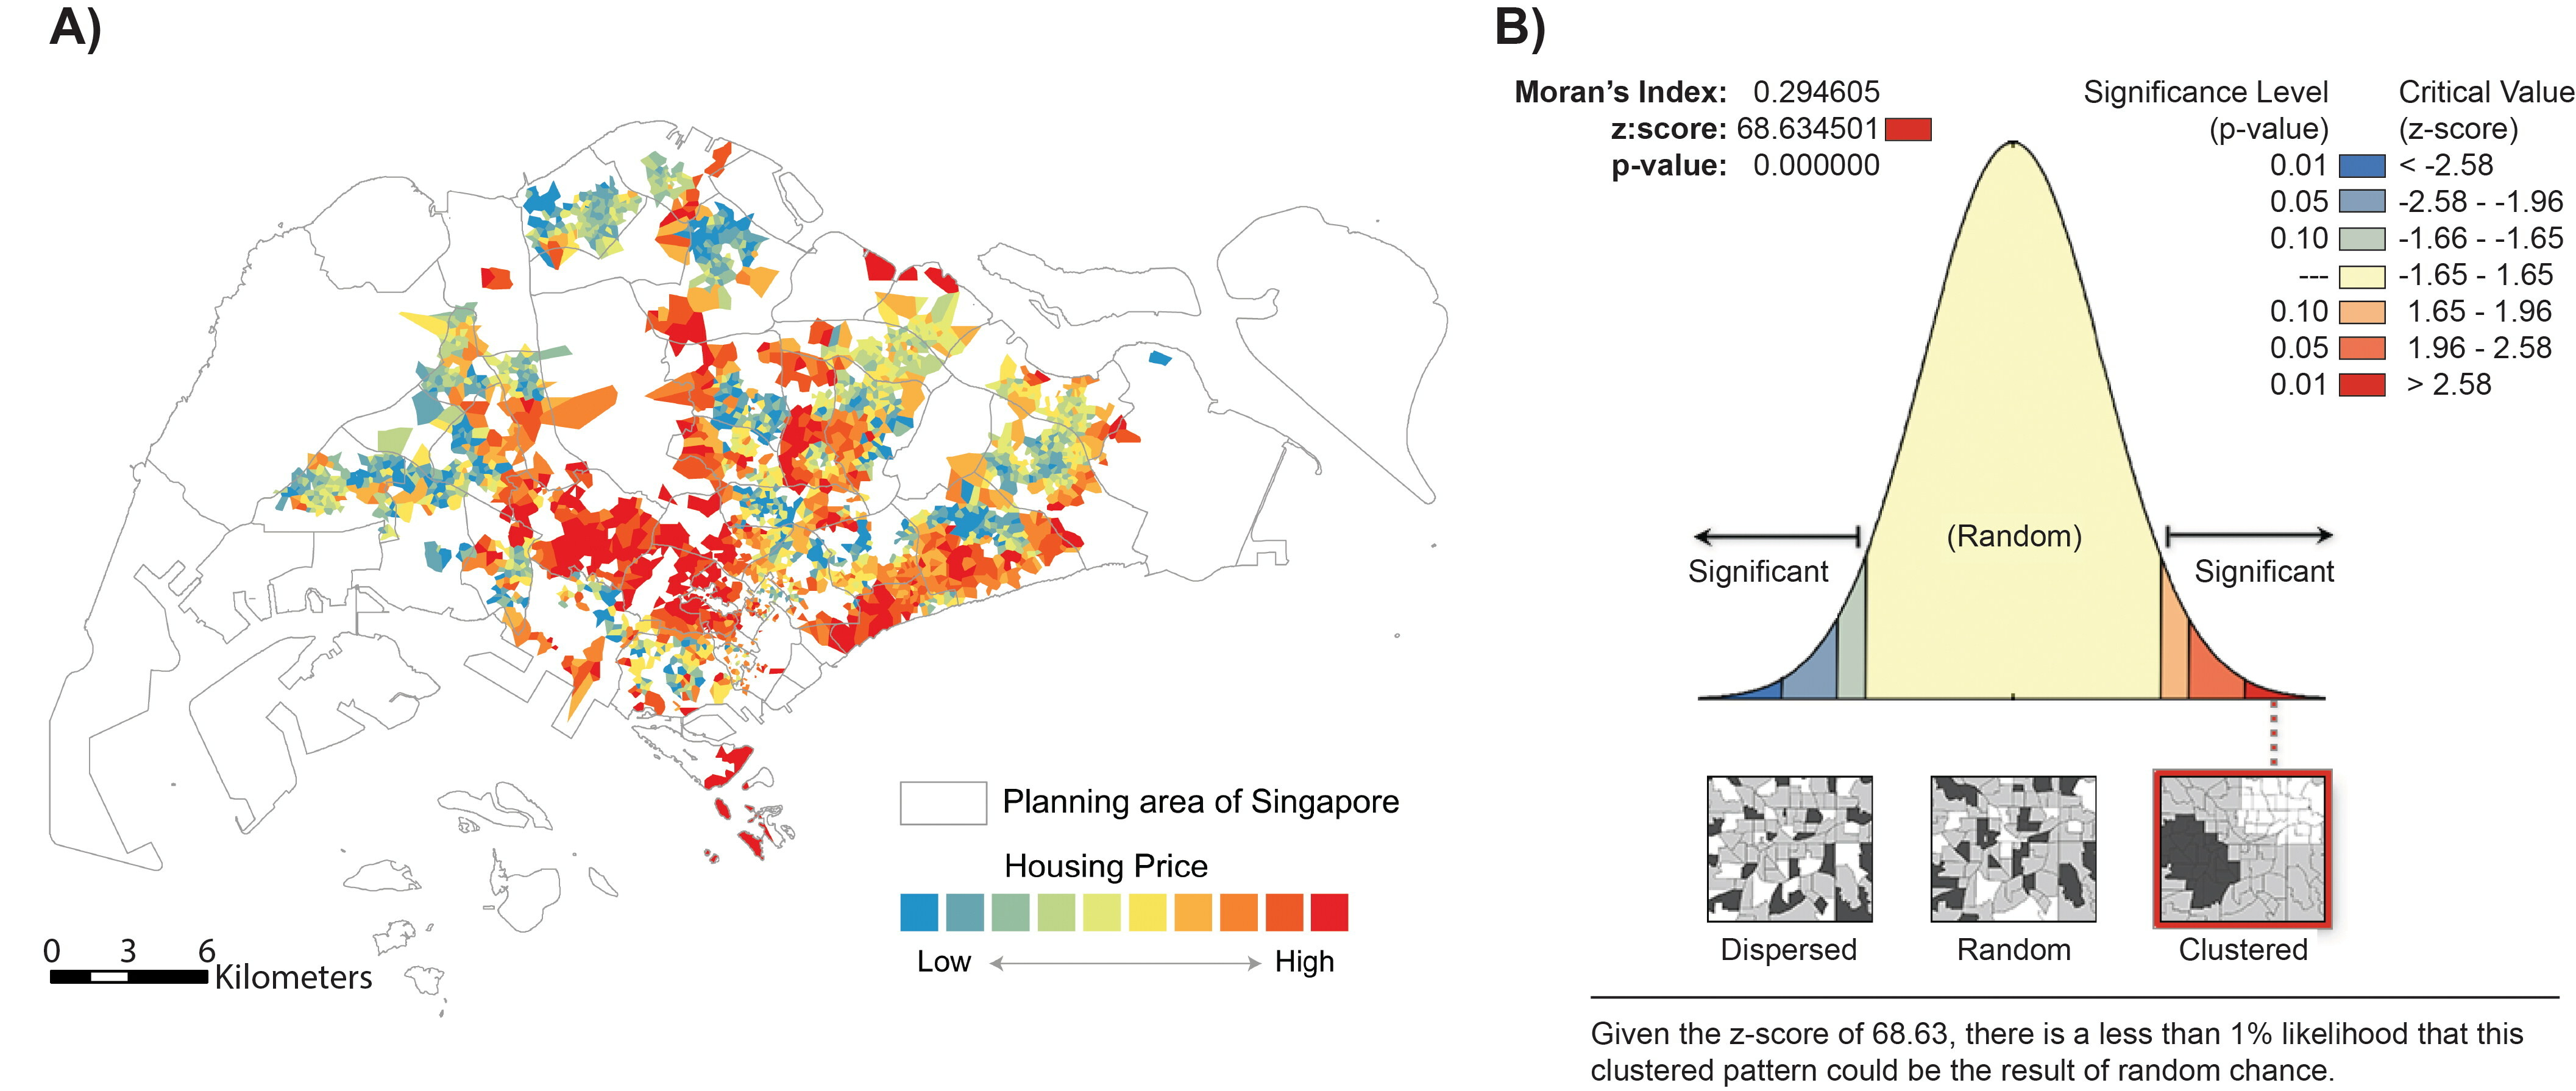 A)
Planning area of Singapore
Housing Price
Low
High
0 3 6
Kilometers
B)
Moran’s Index: 0.294605
z:score: 68.634501
p-value: 0.000000
Significance Level
(p-value)
Critical Value
(z-score)
0.01 < -2.58
0.05 -2.58 - -1.96
0.10 -1.66 - -1.65
--- -1.65 - 1.65
0.10 1.65 - 1.96
0.05 1.96 - 2.58
0.01 > 2.58
(Random)
Significant
Significant
Dispersed
Random
Clustered
Given the z-score of 68.63, there is a less than 1% likelihood that this
clustered pattern could be the result of random chance.